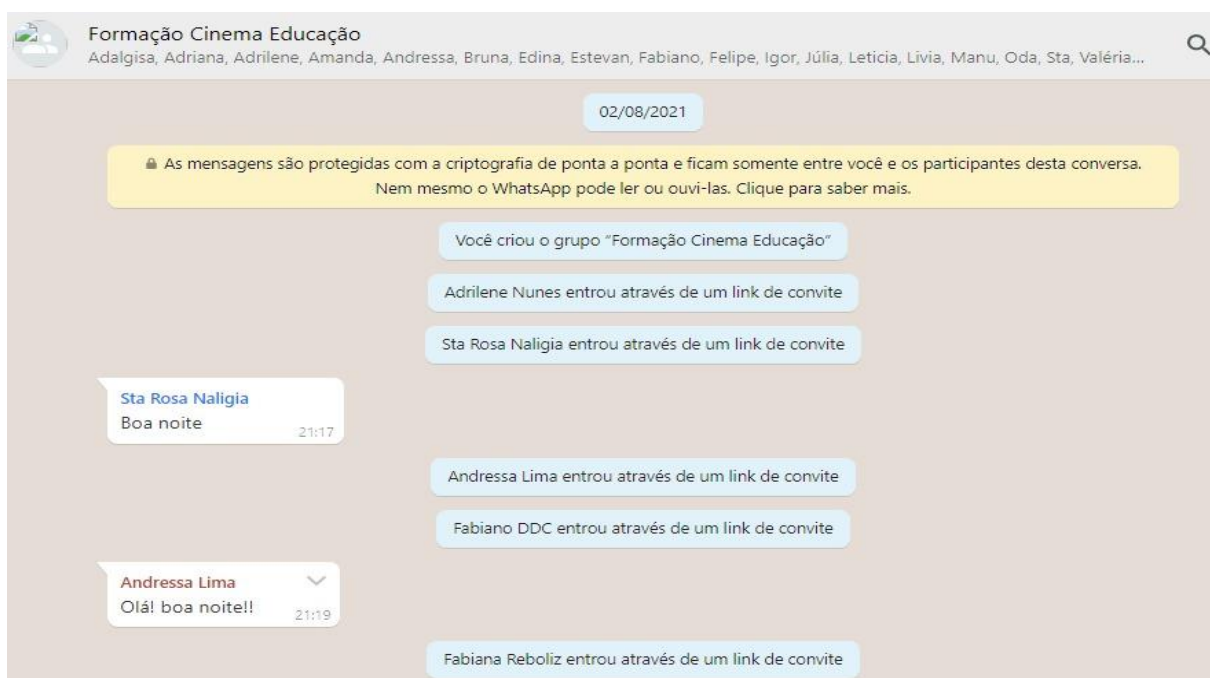 Formação Cinema Educação
Adalgisa, Adriana, Adrilene, Amanda, Andressa, Bruna, Edina, Estevan, Fabiano, Felipe, Igor, Júlia, Leticia, Livia, Manu, Oda, Sta, Valéria...
02/08/2021
As mensagens são protegidas com a criptografia de ponta a ponta e ficam somente entre você e os participantes desta conversa.
Nem mesmo o WhatsApp pode ler ou ouvi-las. Clique para saber mais.
Você criou o grupo “Formação Cinema Educação”
Adrilene Nunes entrou através de um link de convite
Sta Rosa Naligia entrou através de um link de convite
Sta Rosa Naligia
Boa noite
21:17
Andressa Lima entrou através de um link de convite
Fabiano DDC entrou através de um link de convite
Andressa Lima
Olá! boa noite!!
21:19
Fabiana Reboliz entrou através de um link de convite